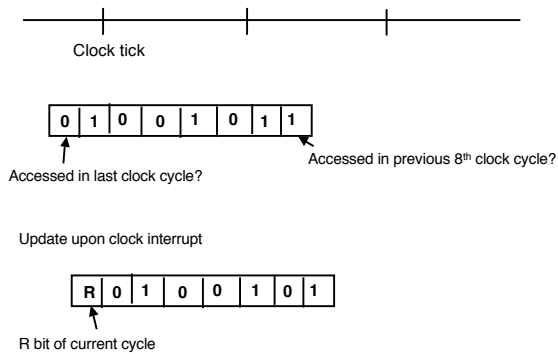 Clock tick
0 1 0 0 1 0 1 1
Accessed in previous 8th clock cycle?
Accessed in last clock cycle?
Update upon clock interrupt
R 0 1 0 0 1 0 1
R bit of current cycle